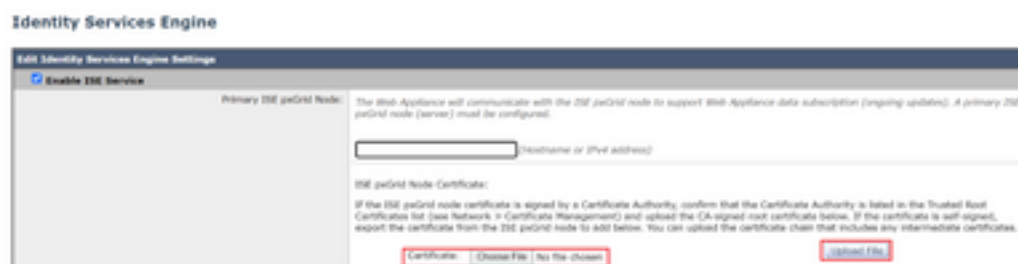 Identity Services Engine
Edit Identity Services Engine Settings
Enable ISE Service
Primary ISE pxGrid Node:
The Web Appliance will communicate with the ISE pxGrid node to support Web Appliance data subscription (ongoing updates). A primary ISE
pxGrid node (server) must be configured.
(Hostname or IPv4 address)
ISE pxGrid Node Certificate:
If the ISE pxGrid node certificate is signed by a Certificate Authority, confirm that the Certificate Authority is listed in the Trusted Root
Certificates list (see Network > Certificate Management) and upload the CA-signed root certificate below. If the certificate is self-signed,
export the certificate from the ISE pxGrid node to add below. You can upload the certificate chain that includes any intermediate certificates.
Certificate: Choose File No file chosen Upload File